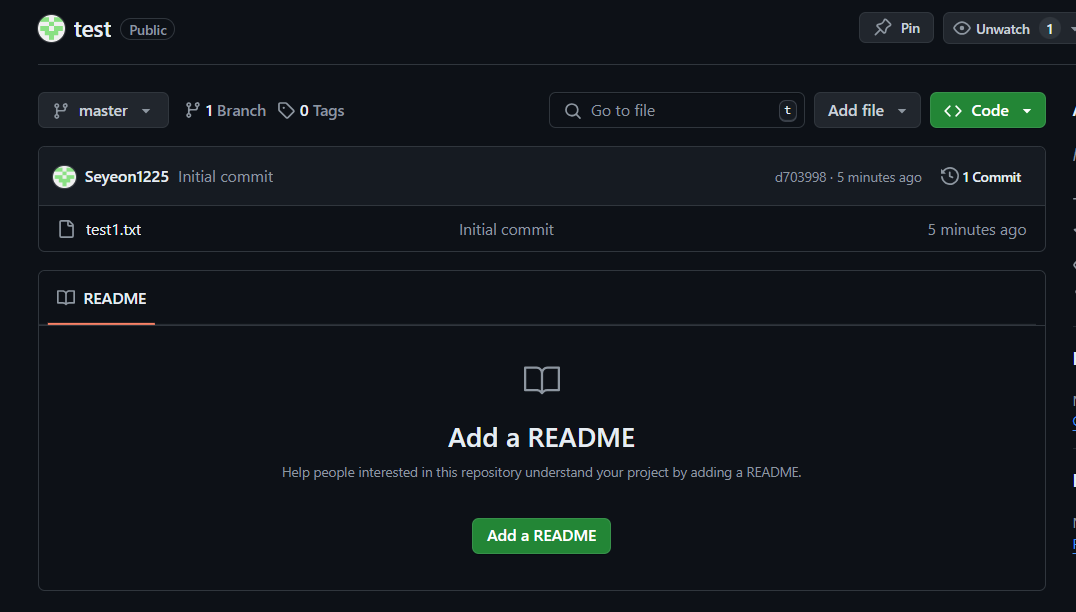 test Public Pin Unwatch 1
master 1 Branch 0 Tags Go to file t Add file Code
Seyeon1225 Initial commit d703998 · 5 minutes ago 1 Commit
test1.txt Initial commit 5 minutes ago
README
Add a README
Help people interested in this repository understand your project by adding a README.
Add a README